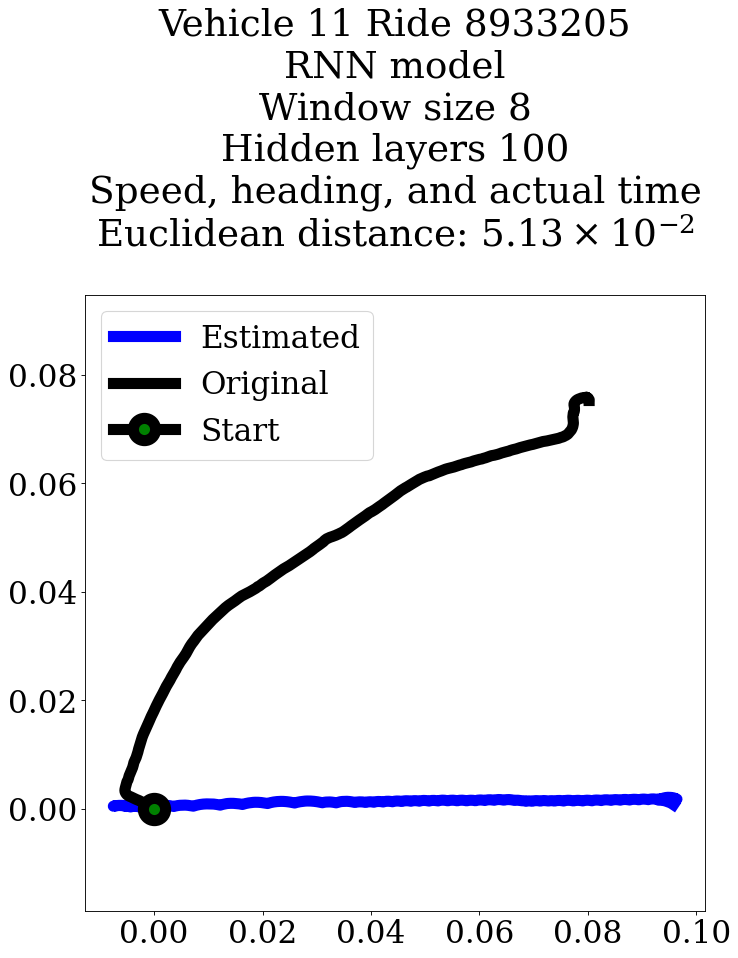 Vehicle 11 Ride 8933205
RNN model
Window size 8
Hidden layers 100
Speed, heading, and actual time
Euclidean distance: 5.13 × 10⁻²
Estimated
Original
Start
0.08
0.06
0.04
0.02
0.00
0.00 0.02 0.04 0.06 0.08 0.10